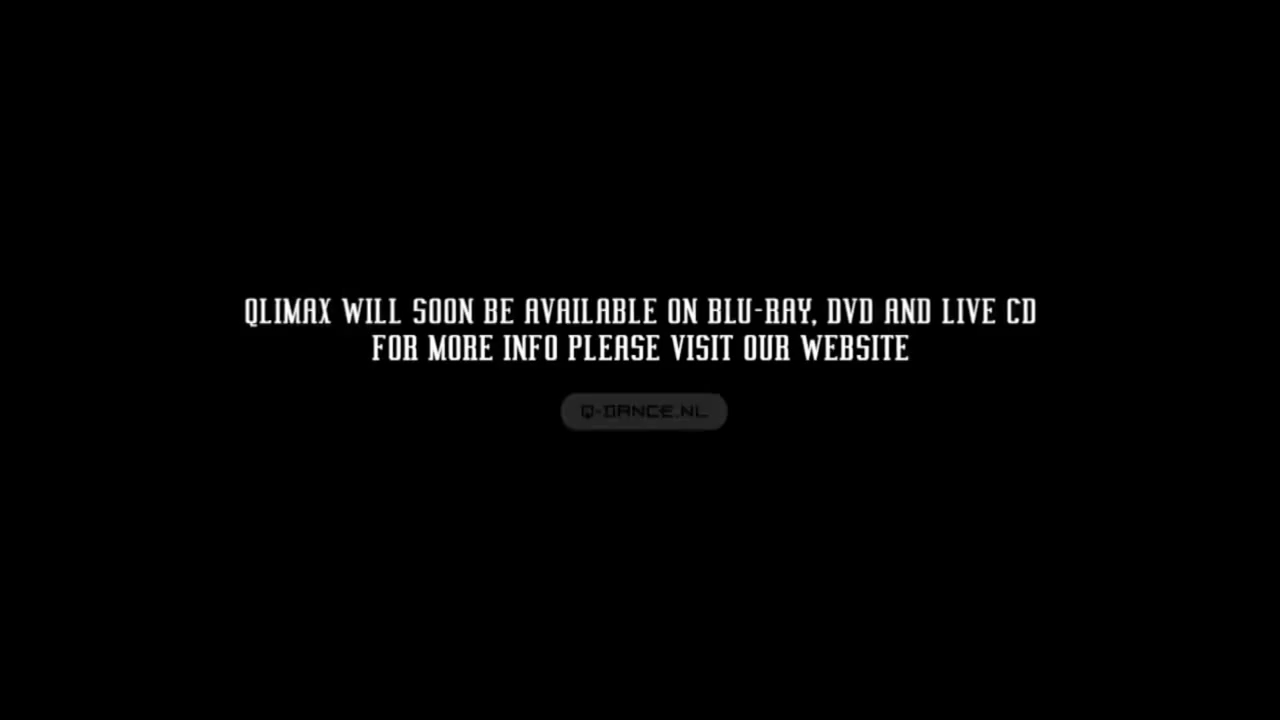 QLIMAX WILL SOON BE AVAILABLE ON BLU-RAY, DVD AND LIVE CD
FOR MORE INFO PLEASE VISIT OUR WEBSITE
Q-DANCE.NL